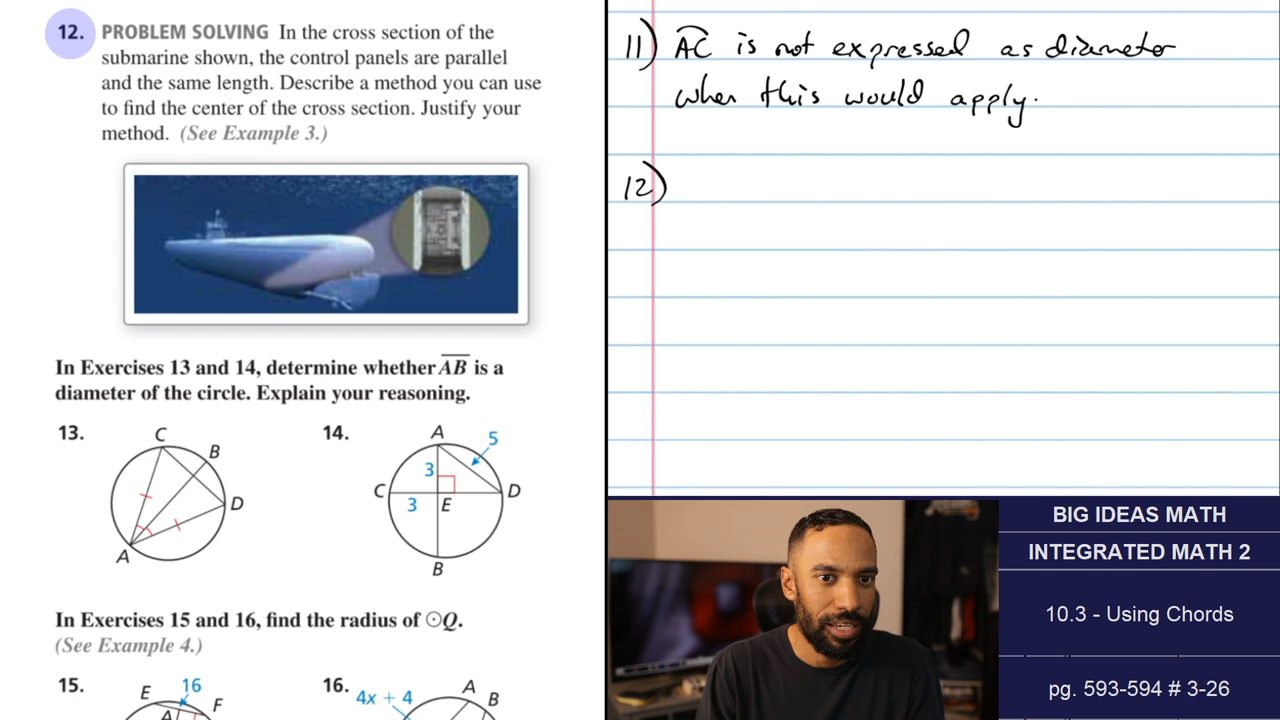 12. PROBLEM SOLVING In the cross section of the
submarine shown, the control panels are parallel
and the same length. Describe a method you can use
to find the center of the cross section. Justify your
method. (See Example 3.)
In Exercises 13 and 14, determine whether AB is a
diameter of the circle. Explain your reasoning.
13.
C
B
D
A
14.
A
5
3
C
D
3
E
B
In Exercises 15 and 16, find the radius of ⊙Q.
(See Example 4.)
15.
E
16
F
A
16.
4x + 4
A
B
11) AC is not expressed as diameter
when this would apply.
12)
BIG IDEAS MATH
INTEGRATED MATH 2
10.3 - Using Chords
pg. 593-594 # 3-26